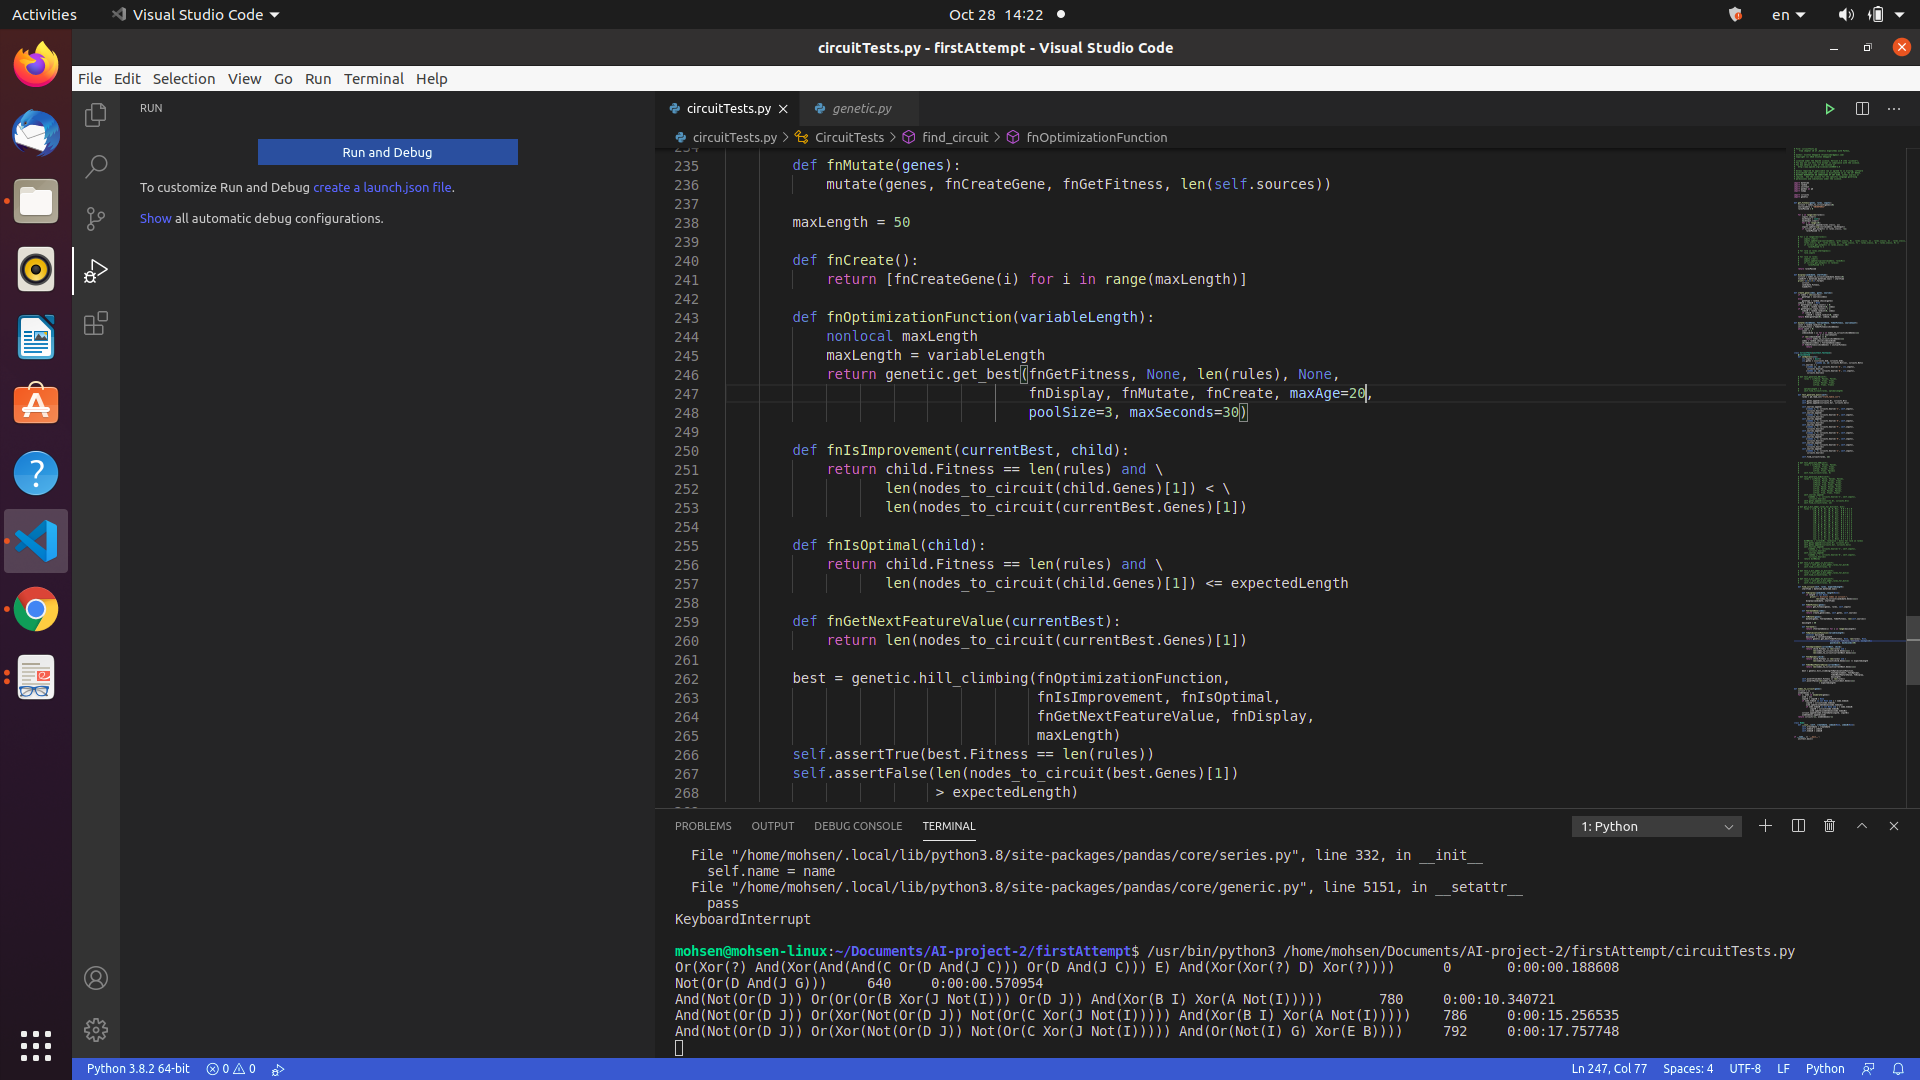 Activities
Visual Studio Code
Oct 28 14:22
en
circuitTests.py - firstAttempt - Visual Studio Code
File Edit Selection View Go Run Terminal Help
RUN
Run and Debug
To customize Run and Debug create a launch.json file.
Show all automatic debug configurations.
circuitTests.py
genetic.py
circuitTests.py > CircuitTests > find_circuit > fnOptimizationFunction
235 def fnMutate(genes):
236 mutate(genes, fnCreateGene, fnGetFitness, len(self.sources))
237
238 maxLength = 50
239
240 def fnCreate():
241 return [fnCreateGene(i) for i in range(maxLength)]
242
243 def fnOptimizationFunction(variableLength):
244 nonlocal maxLength
245 maxLength = variableLength
246 return genetic.get_best(fnGetFitness, None, len(rules), None,
247 fnDisplay, fnMutate, fnCreate, maxAge=20,
248 poolSize=3, maxSeconds=30)
249
250 def fnIsImprovement(currentBest, child):
251 return child.Fitness == len(rules) and \
252 len(nodes_to_circuit(child.Genes)[1]) < \
253 len(nodes_to_circuit(currentBest.Genes)[1])
254
255 def fnIsOptimal(child):
256 return child.Fitness == len(rules) and \
257 len(nodes_to_circuit(child.Genes)[1]) <= expectedLength
258
259 def fnGetNextFeatureValue(currentBest):
260 return len(nodes_to_circuit(currentBest.Genes)[1])
261
262 best = genetic.hill_climbing(fnOptimizationFunction,
263 fnIsImprovement, fnIsOptimal,
264 fnGetNextFeatureValue, fnDisplay,
265 maxLength)
266 self.assertTrue(best.Fitness == len(rules))
267 self.assertFalse(len(nodes_to_circuit(best.Genes)[1])
268 > expectedLength)
PROBLEMS OUTPUT DEBUG CONSOLE TERMINAL
1: Python
File "/home/mohsen/.local/lib/python3.8/site-packages/pandas/core/series.py", line 332, in __init__
self.name = name
File "/home/mohsen/.local/lib/python3.8/site-packages/pandas/core/generic.py", line 5151, in __setattr__
pass
KeyboardInterrupt
mohsen@mohsen-linux:~/Documents/AI-project-2/firstAttempt$ /usr/bin/python3 /home/mohsen/Documents/AI-project-2/firstAttempt/circuitTests.py
Or(Xor(?) And(Xor(And(And(C Or(D And(J C))) Or(D And(J C))) E) And(Xor(Xor(?) D) Xor(?)))) 0 0:00:00.188608
Not(Or(D And(J G))) 640 0:00:00.570954
And(Not(Or(D J)) Or(Or(Or(B Xor(J Not(I))) Or(D J)) And(Xor(B I) Xor(A Not(I))))) 780 0:00:10.340721
And(Not(Or(D J)) Or(Xor(Not(Or(D J)) Not(Or(C Xor(J Not(I))))) And(Xor(B I) Xor(A Not(I))))) 786 0:00:15.256535
And(Not(Or(D J)) Or(Xor(Not(Or(D J)) Not(Or(C Xor(J Not(I))))) And(Or(Not(I) G) Xor(E B)))) 792 0:00:17.757748
Python 3.8.2 64-bit
0 0
Ln 247, Col 77
Spaces: 4
UTF-8
LF
Python